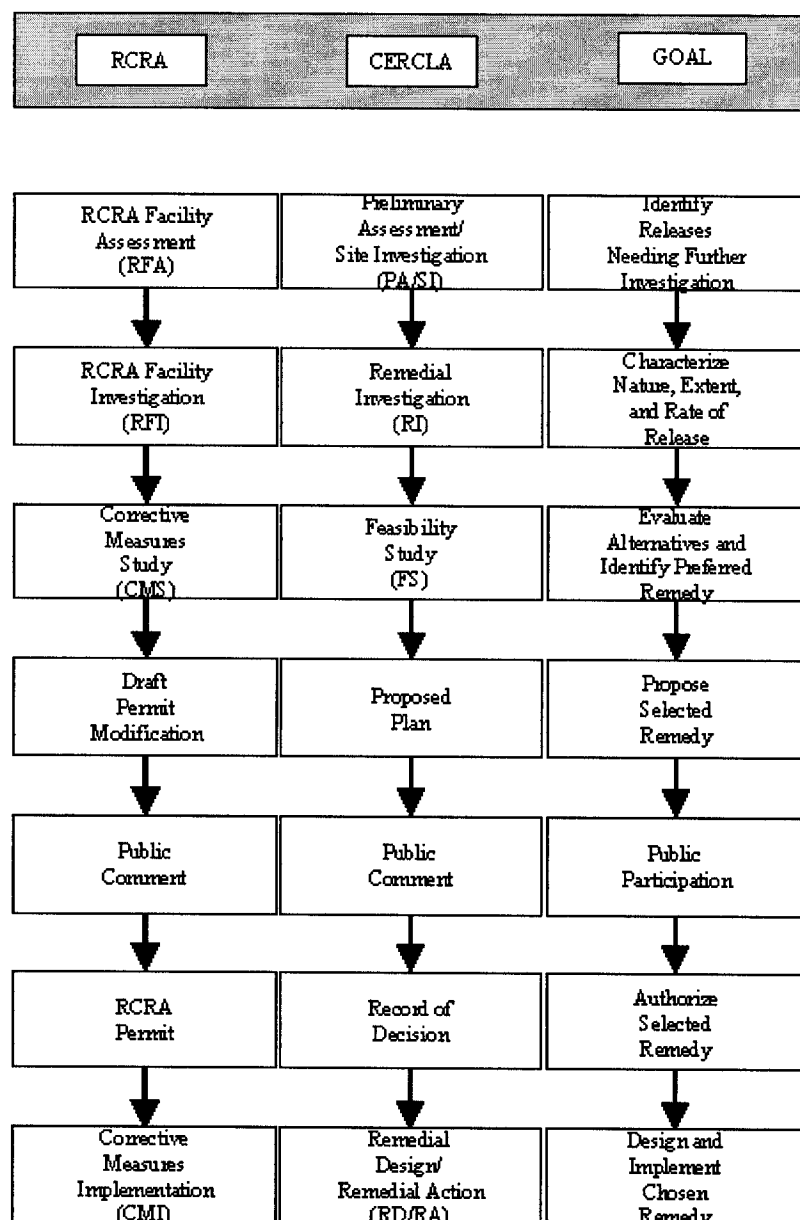 RCRA
CERCLA
GOAL
RCRA Facility
Assessment
(RFA)
Preliminary
Assessment/
Site Investigation
(PA/SI)
Identify
Releases
Needing Further
Investigation
RCRA Facility
Investigation
(RFI)
Remedial
Investigation
(RI)
Characterize
Nature, Extent,
and Rate of
Release
Corrective
Measures
Study
(CMS)
Feasibility
Study
(FS)
Evaluate
Alternatives and
Identify Preferred
Remedy
Draft
Permit
Modification
Proposed
Plan
Propose
Selected
Remedy
Public
Comment
Public
Comment
Public
Participation
RCRA
Permit
Record of
Decision
Authorize
Selected
Remedy
Corrective
Measures
Implementation
(CMI)
Remedial
Design/
Remedial Action
(RD/RA)
Design and
Implement
Chosen
Remedy